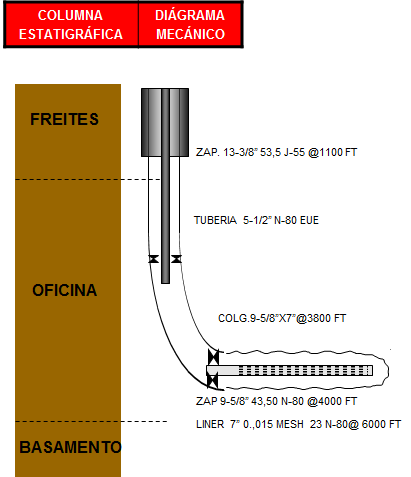 COLUMNA
ESTATIGRÁFICA
DIÁGRAMA
MECÁNICO
FREITES
ZAP. 13-3/8" 53,5 J-55 @1100 FT
TUBERIA 5-1/2" N-80 EUE
OFICINA
COLG.9-5/8"X7"@3800 FT
ZAP 9-5/8" 43,50 N-80 @4000 FT
LINER 7" 0.,015 MESH 23 N-80@ 6000 FT
BASAMENTO